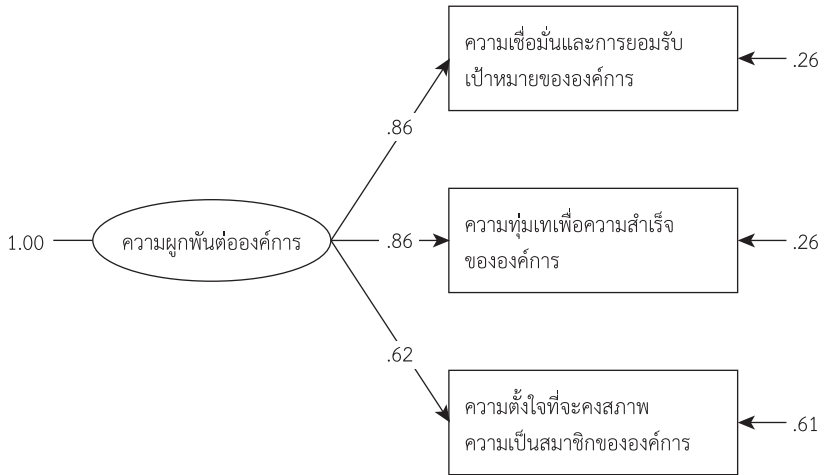 ความเชื่อมั่นและการยอมรับ
เป้าหมายขององค์การ
.26
.86
1.00
ความผูกพันต่อองค์การ
.86
ความทุ่มเทเพื่อความสำเร็จ
ขององค์การ
.26
.62
ความตั้งใจที่จะคงสภาพ
ความเป็นสมาชิกขององค์การ
.61